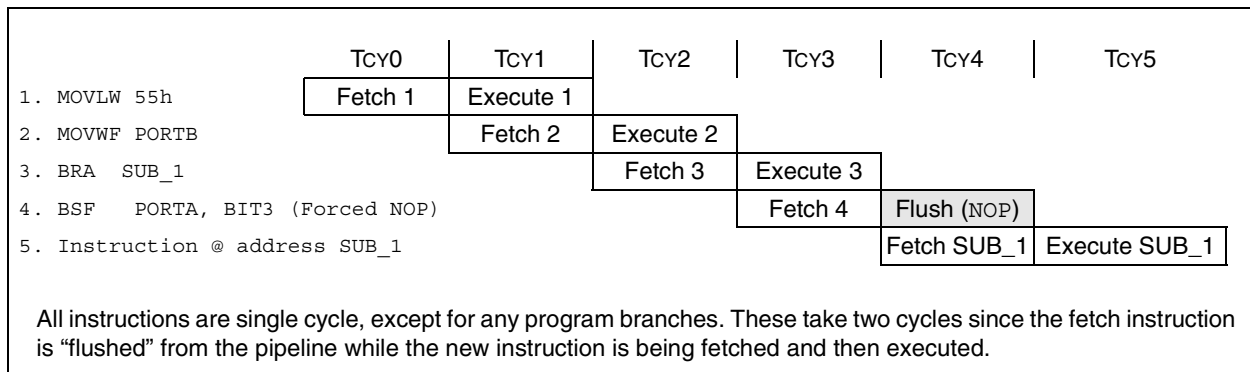 TCY0 TCY1 TCY2 TCY3 TCY4 TCY5
1. MOVLW 55h Fetch 1 Execute 1
2. MOVWF PORTB Fetch 2 Execute 2
3. BRA SUB_1 Fetch 3 Execute 3
4. BSF PORTA, BIT3 (Forced NOP) Fetch 4 Flush (NOP)
5. Instruction @ address SUB_1 Fetch SUB_1 Execute SUB_1
All instructions are single cycle, except for any program branches. These take two cycles since the fetch instruction
is “flushed” from the pipeline while the new instruction is being fetched and then executed.